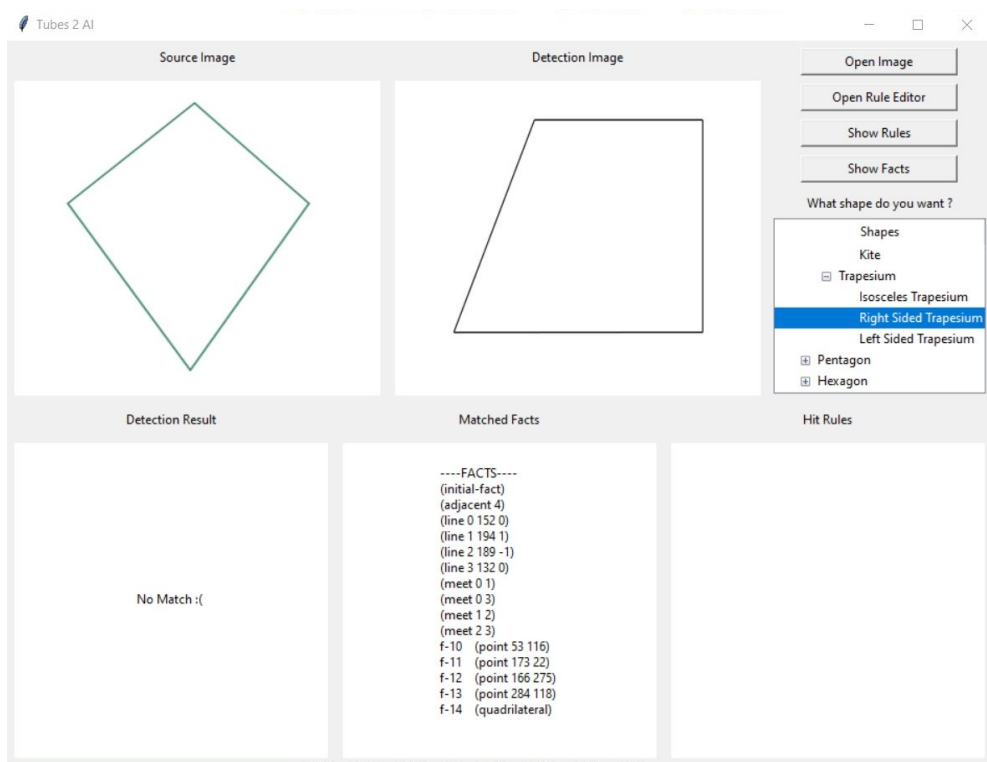 Tubes 2 AI
Source Image
Detection Image
Open Image
Open Rule Editor
Show Rules
Show Facts
What shape do you want ?
Shapes
Kite
Trapesium
Isosceles Trapesium
Right Sided Trapesium
Left Sided Trapesium
Pentagon
Hexagon
Detection Result
Matched Facts
Hit Rules
No Match :(
----FACTS----
(initial-fact)
(adjacent 4)
(line 0 152 0)
(line 1 194 1)
(line 2 189 -1)
(line 3 132 0)
(meet 0 1)
(meet 0 3)
(meet 1 2)
(meet 2 3)
f-10 (point 53 116)
f-11 (point 173 22)
f-12 (point 166 275)
f-13 (point 284 118)
f-14 (quadrilateral)